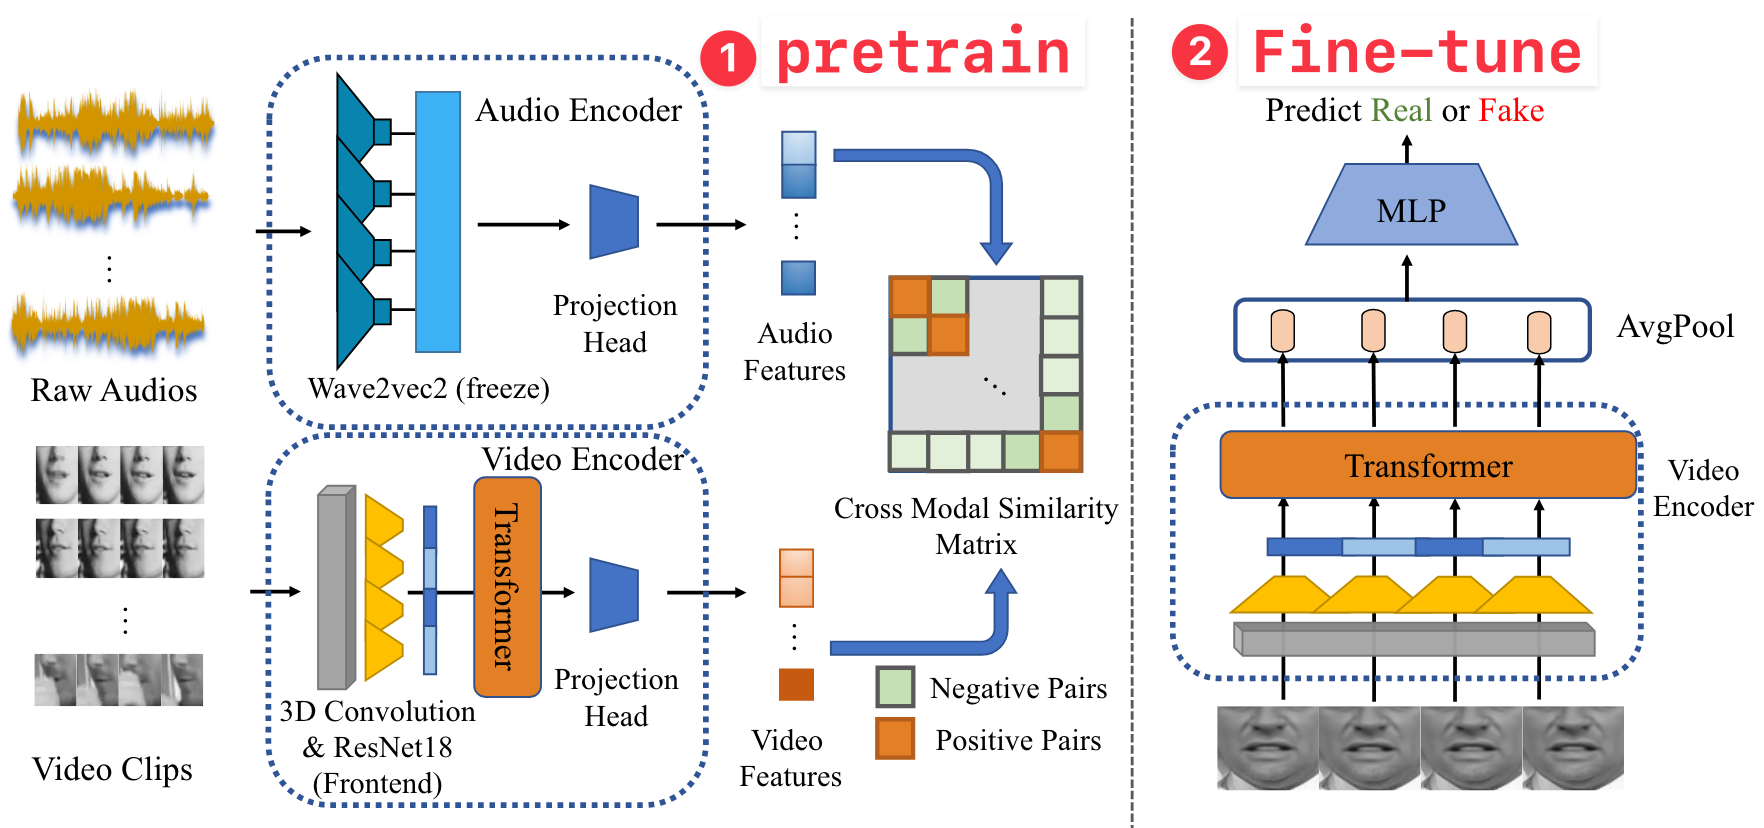 1 pretrain
Audio Encoder
Projection
Head
Wave2vec2 (freeze)
Raw Audios
Audio
Features
Video Encoder
Transformer
Projection
Head
3D Convolution
& ResNet18
(Frontend)
Video Clips
Video
Features
Cross Modal Similarity
Matrix
Negative Pairs
Positive Pairs
2 Fine-tune
Predict Real or Fake
MLP
AvgPool
Transformer
Video
Encoder